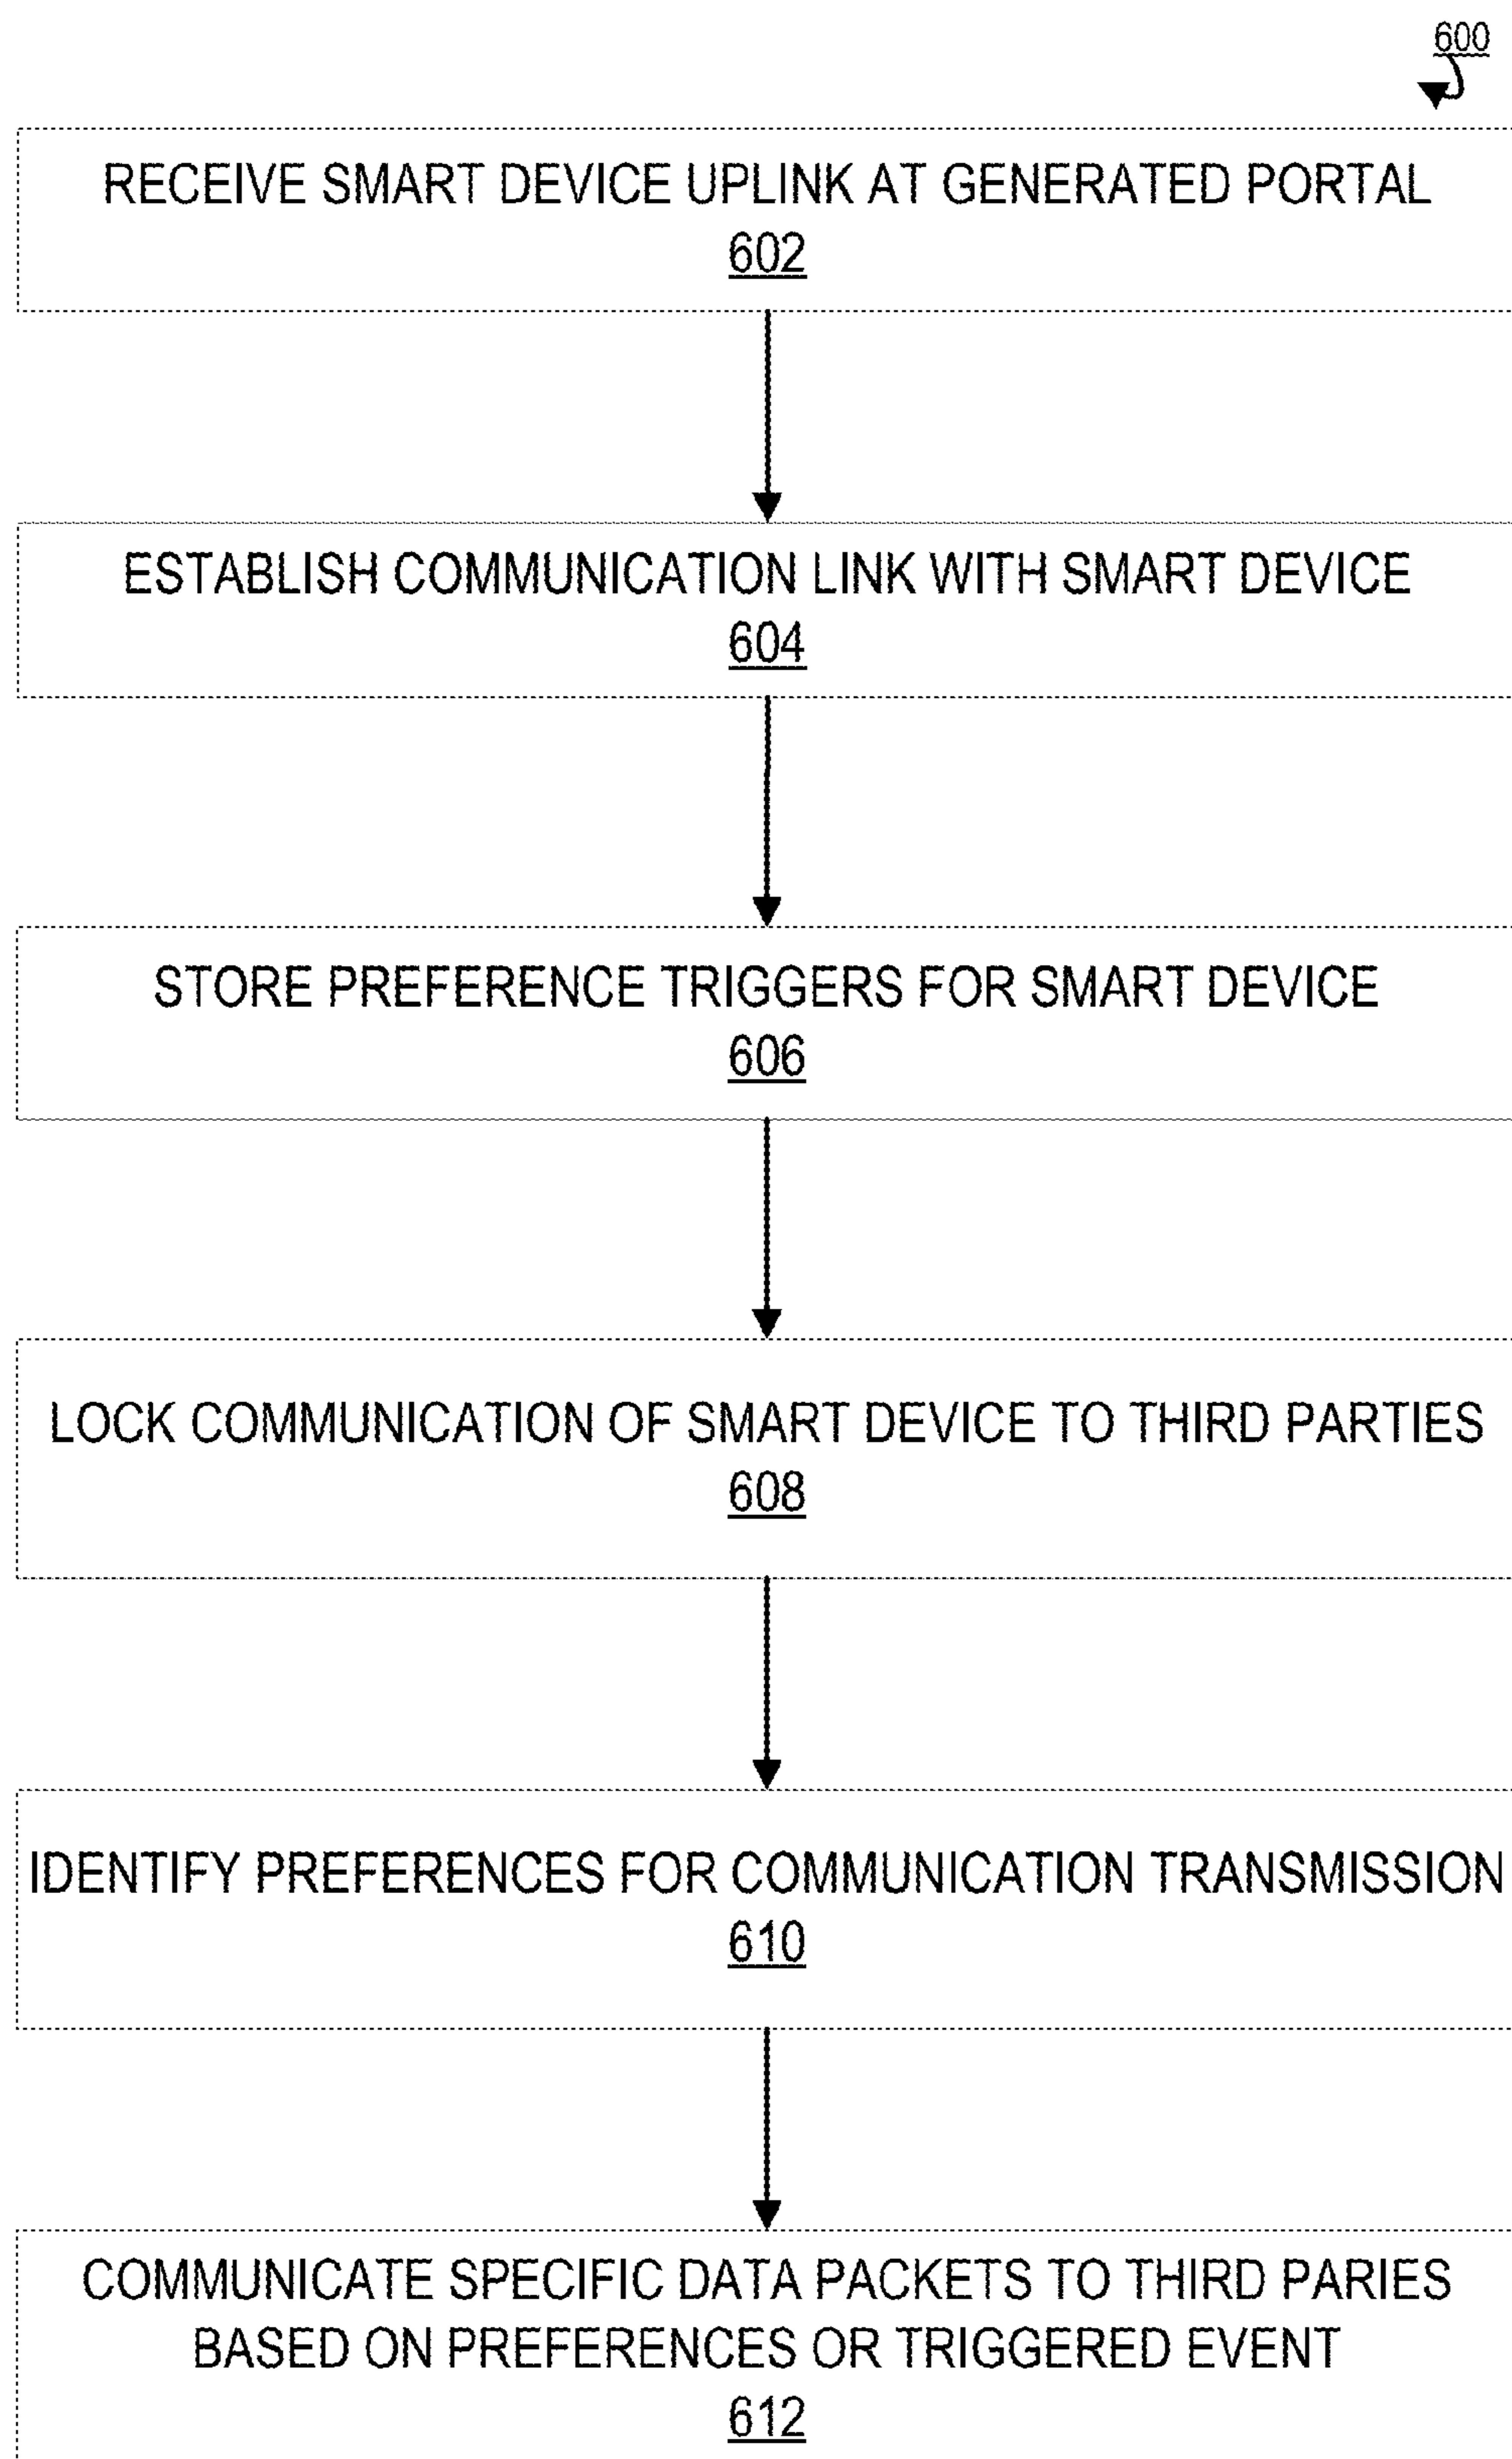 600
RECEIVE SMART DEVICE UPLINK AT GENERATED PORTAL
602
ESTABLISH COMMUNICATION LINK WITH SMART DEVICE
604
STORE PREFERENCE TRIGGERS FOR SMART DEVICE
606
LOCK COMMUNICATION OF SMART DEVICE TO THIRD PARTIES
608
IDENTIFY PREFERENCES FOR COMMUNICATION TRANSMISSION
610
COMMUNICATE SPECIFIC DATA PACKETS TO THIRD PARIES
BASED ON PREFERENCES OR TRIGGERED EVENT
612